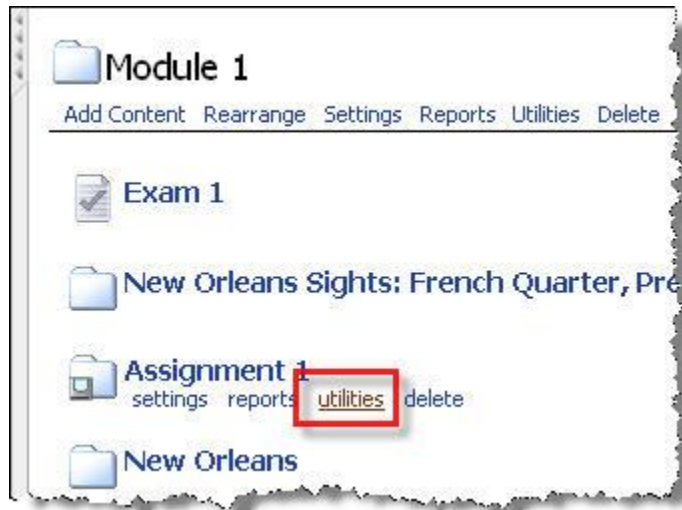 Module 1
Add Content Rearrange Settings Reports Utilities Delete
Exam 1
New Orleans Sights: French Quarter, Pre
Assignment 1
settings reports utilities delete
New Orleans